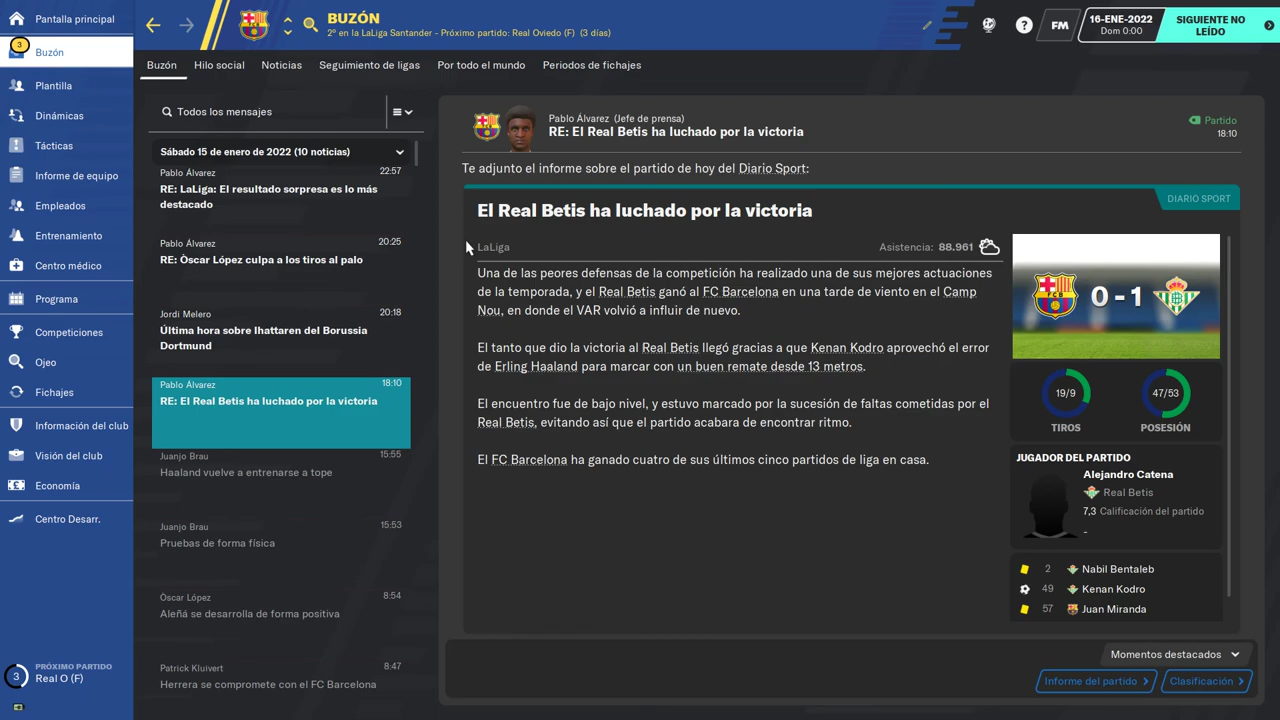 Pantalla principal
3
Buzón
Plantilla
Dinámicas
Tácticas
Informe de equipo
Empleados
Entrenamiento
Centro médico
Programa
Competiciones
Ojeo
Fichajes
Información del club
Visión del club
Economía
Centro Desarr.
3
PRÓXIMO PARTIDO
Real O (F)
BUZÓN
2º en la LaLiga Santander - Próximo partido: Real Oviedo (F) (3 días)
FM
16-ENE-2022
Dom 0:00
SIGUIENTE NO LEÍDO
Buzón
Hilo social
Noticias
Seguimiento de ligas
Por todo el mundo
Periodos de fichajes
Todos los mensajes
Sábado 15 de enero de 2022 (10 noticias)
Pablo Álvarez 22:57
RE: LaLiga: El resultado sorpresa es lo más
destacado
Pablo Álvarez 20:25
RE: Òscar López culpa a los tiros al palo
Jordi Melero 20:18
Última hora sobre Ihattaren del Borussia
Dortmund
Pablo Álvarez 18:10
RE: El Real Betis ha luchado por la victoria
Juanjo Brau 15:55
Haaland vuelve a entrenarse a tope
Juanjo Brau 15:53
Pruebas de forma física
Òscar López 8:54
Aleñá se desarrolla de forma positiva
Patrick Kluivert 8:47
Herrera se compromete con el FC Barcelona
Pablo Álvarez (Jefe de prensa)
RE: El Real Betis ha luchado por la victoria
Partido
18:10
Te adjunto el informe sobre el partido de hoy del Diario Sport:
DIARIO SPORT
El Real Betis ha luchado por la victoria
LaLiga
Asistencia: 88.961
Una de las peores defensas de la competición ha realizado una de sus mejores actuaciones
de la temporada, y el Real Betis ganó al FC Barcelona en una tarde de viento en el Camp
Nou, en donde el VAR volvió a influir de nuevo.
El tanto que dio la victoria al Real Betis llegó gracias a que Kenan Kodro aprovechó el error
de Erling Haaland para marcar con un buen remate desde 13 metros.
El encuentro fue de bajo nivel, y estuvo marcado por la sucesión de faltas cometidas por el
Real Betis, evitando así que el partido acabara de encontrar ritmo.
El FC Barcelona ha ganado cuatro de sus últimos cinco partidos de liga en casa.
FCB
0 - 1
19/9
TIROS
47/53
POSESIÓN
JUGADOR DEL PARTIDO
Alejandro Catena
Real Betis
7,3 Calificación del partido
-
2 Nabil Bentaleb
49 Kenan Kodro
57 Juan Miranda
Momentos destacados
Informe del partido
Clasificación